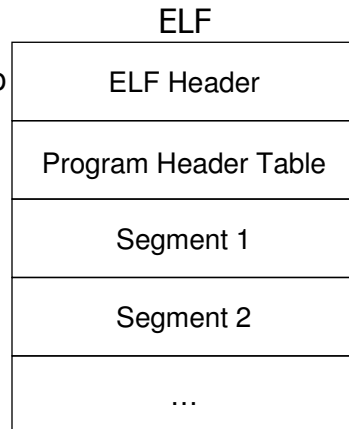 ELF
ELF Header
Program Header Table
Segment 1
Segment 2
…